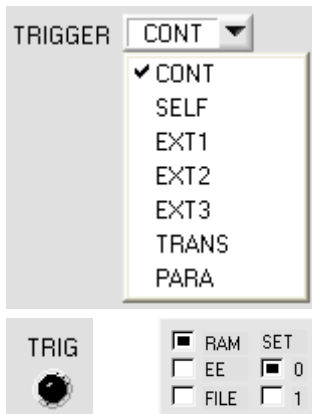 TRIGGER CONT
CONT
SELF
EXT1
EXT2
EXT3
TRANS
PARA
TRIG
RAM SET
EE 0
FILE 1